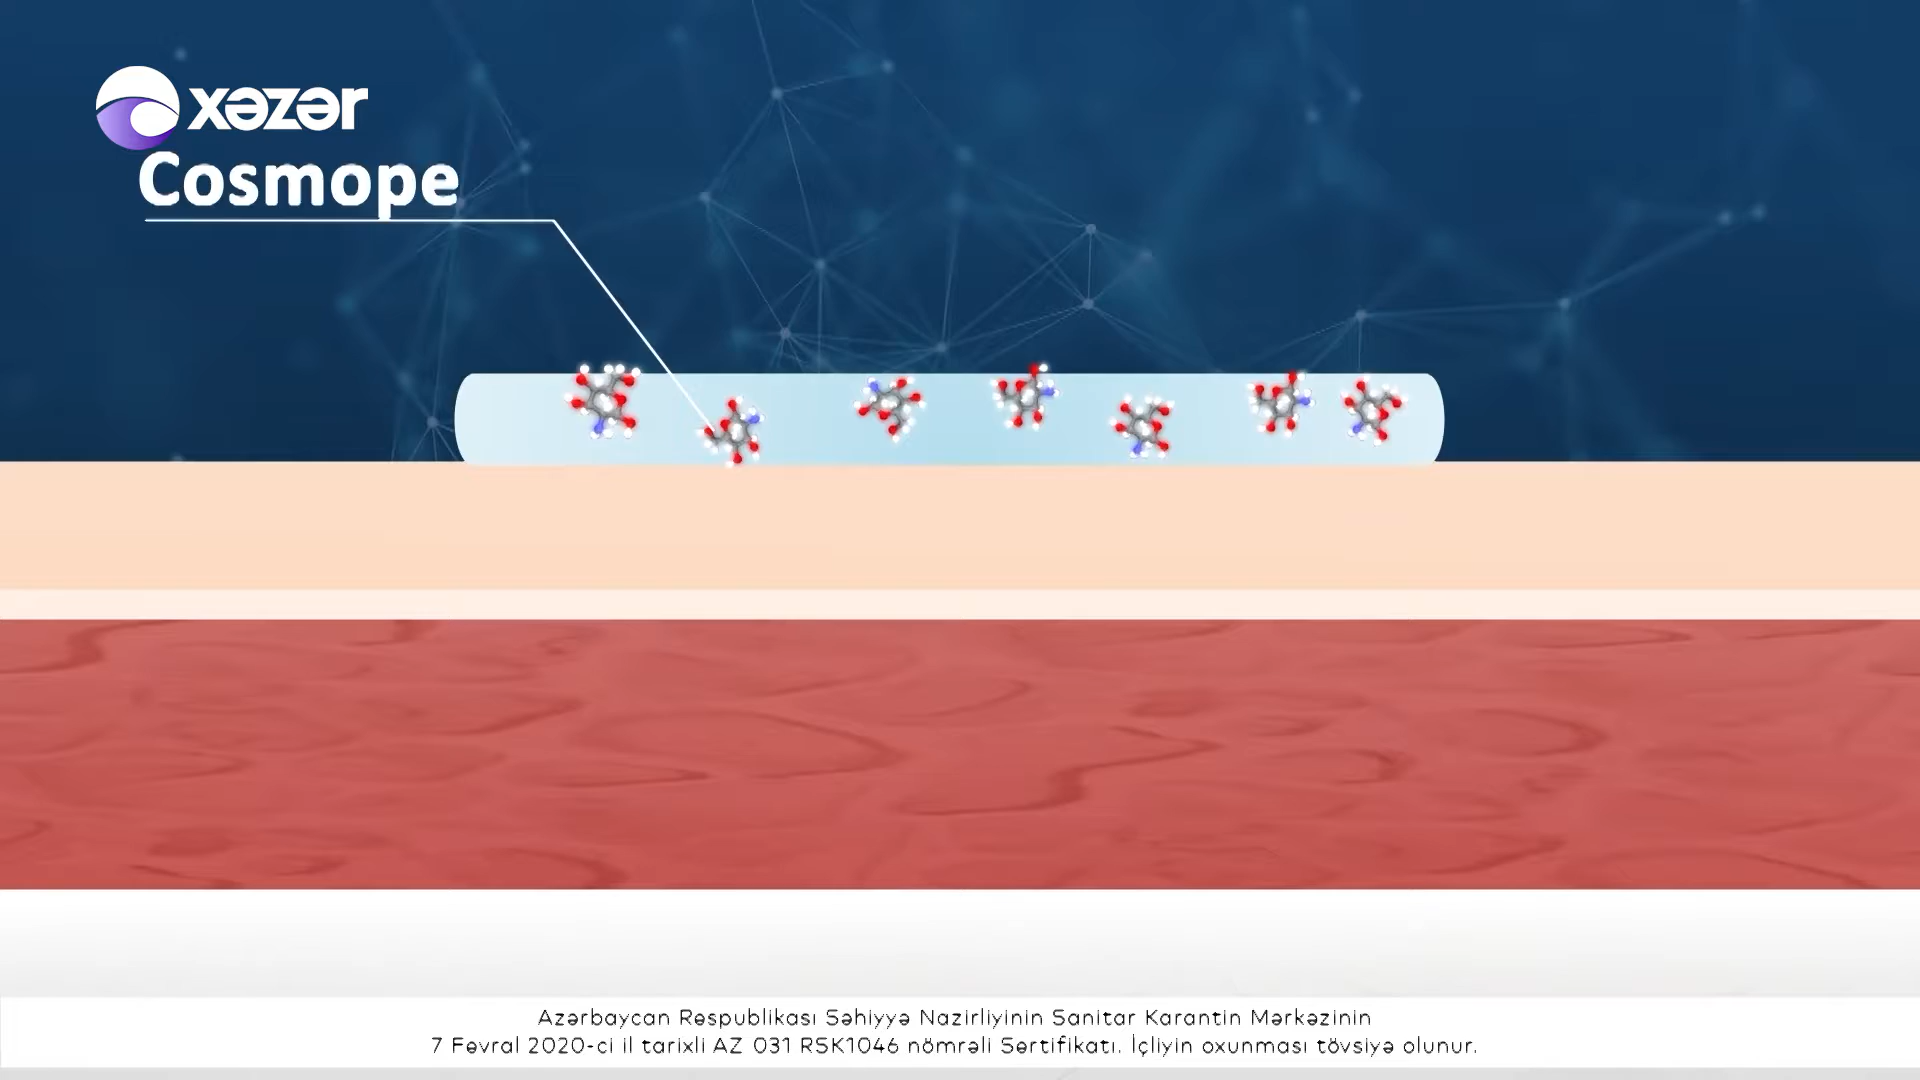 xəzər
Cosmope
Azərbaycan Respublikası Səhiyyə Nazirliyinin Sanitar Karantin Mərkəzinin
7 Fevral 2020-ci il tarixli AZ 031 RSK1046 nömrəli Sertifikatı. İçliyin oxunması tövsiyə olunur.